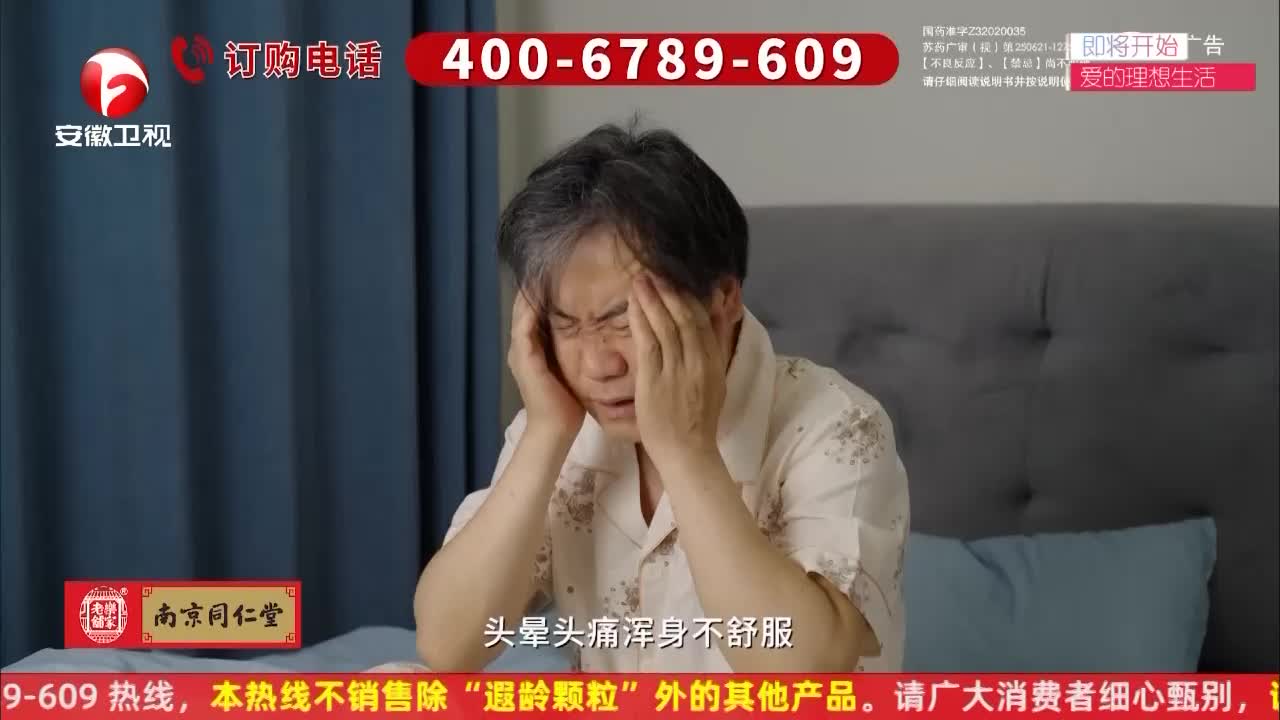 安徽卫视
订购电话 400-6789-609
国药准字Z32020035
苏药广审（视）第250621-12
【不良反应】、【禁忌】尚不
请仔细阅读说明书并按说明
即将开始
广告
爱的理想生活
老铺
樂家
南京同仁堂
头晕头痛浑身不舒服
9-609 热线，本热线不销售除“遐龄颗粒”外的其他产品。请广大消费者细心甄别，